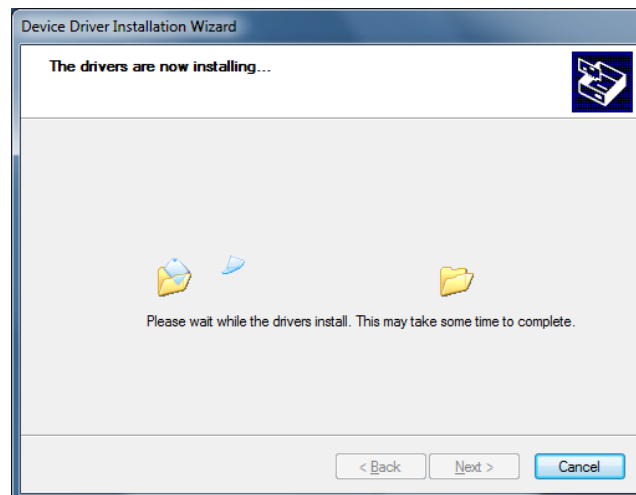 Device Driver Installation Wizard
The drivers are now installing...
Please wait while the drivers install. This may take some time to complete.
< Back Next > Cancel